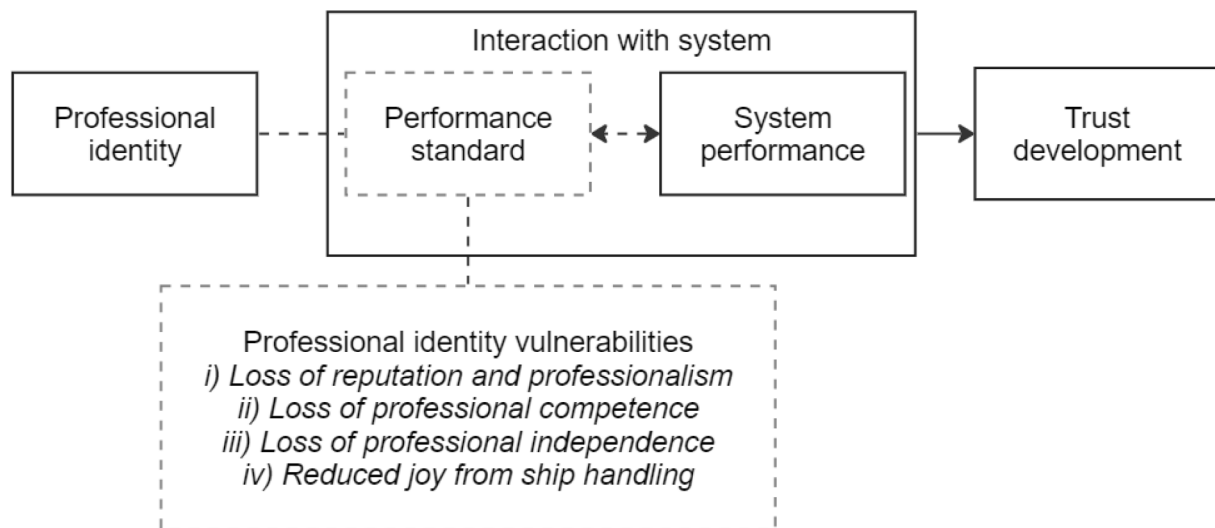 Interaction with system
Professional
identity
Performance
standard
System
performance
Trust
development
Professional identity vulnerabilities
i) Loss of reputation and professionalism
ii) Loss of professional competence
iii) Loss of professional independence
iv) Reduced joy from ship handling